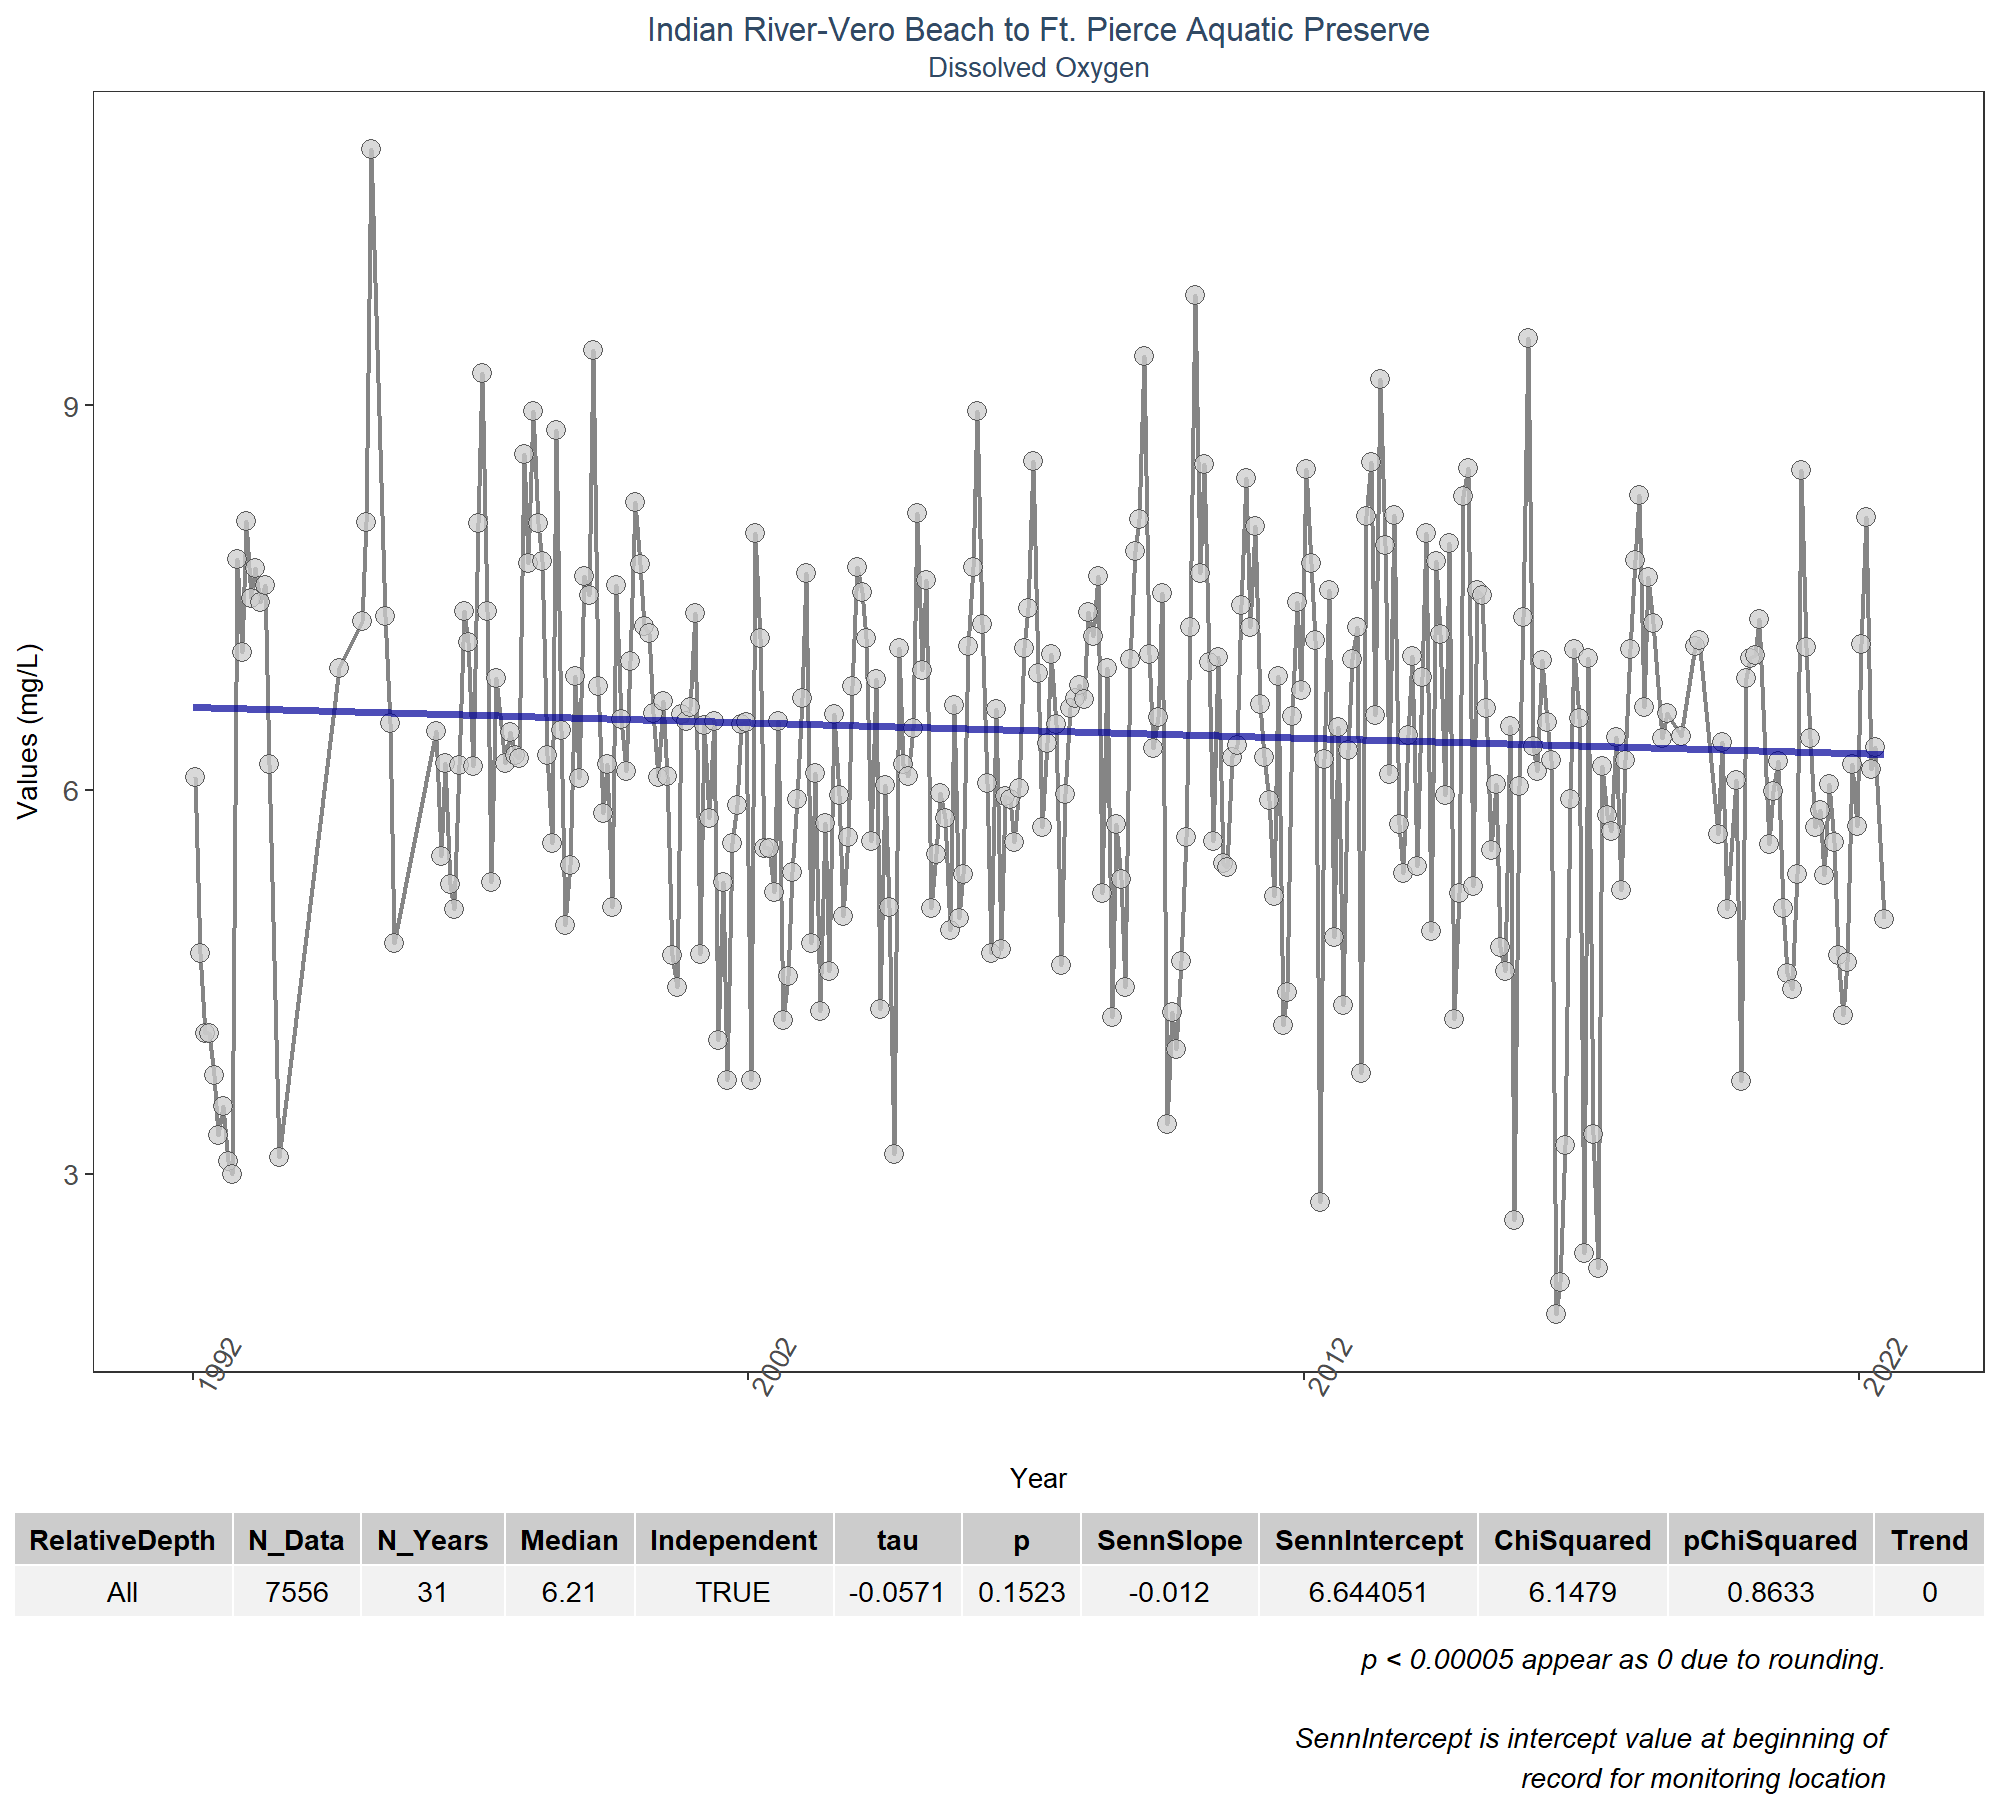 Indian River-Vero Beach to Ft. Pierce Aquatic Preserve
Dissolved Oxygen
Values (mg/L)
9
6
3
1992
2002
2012
2022
Year
RelativeDepth N_Data N_Years Median Independent tau p SennSlope SennIntercept ChiSquared pChiSquared Trend
All 7556 31 6.21 TRUE -0.0571 0.1523 -0.012 6.644051 6.1479 0.8633 0
p < 0.00005 appear as 0 due to rounding.
SennIntercept is intercept value at beginning of
record for monitoring location